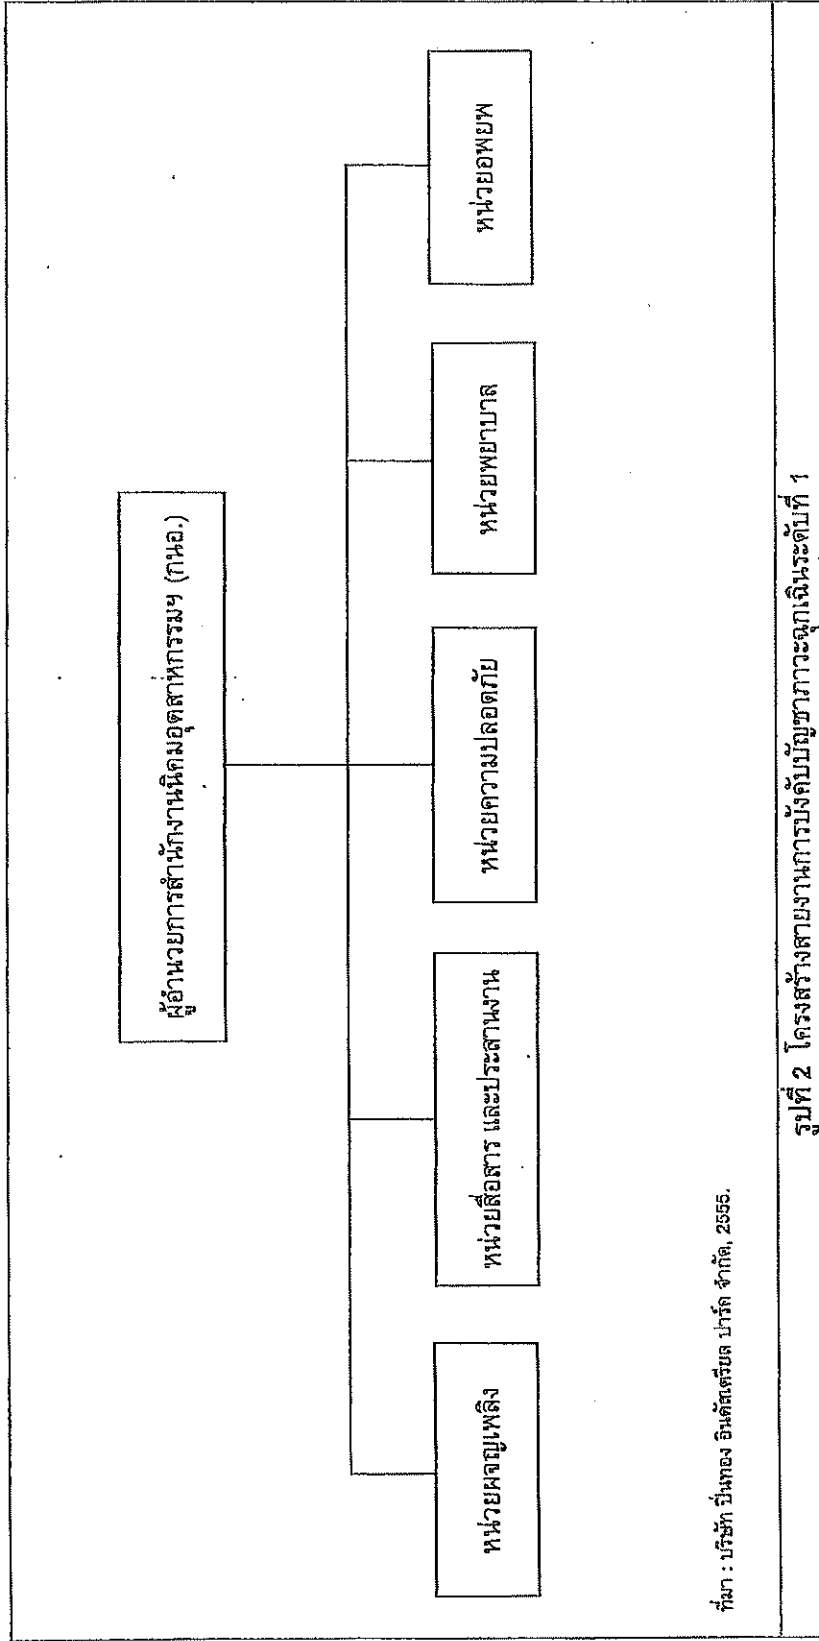 ผู้อำนวยการสำนักงานนิคมอุตสาหกรรมฯ (กนอ.)
หน่วยผจญเพลิง
หน่วยสื่อสาร และประสานงาน
หน่วยความปลอดภัย
หน่วยพยาบาล
หน่วยอพยพ
ที่มา : บริษัท ปิ่นทอง อินดัสเตรียล ปาร์ค จำกัด, 2555.
รูปที่ 2 โครงสร้างสายงานการบังคับบัญชาภาวะฉุกเฉินระดับที่ 1